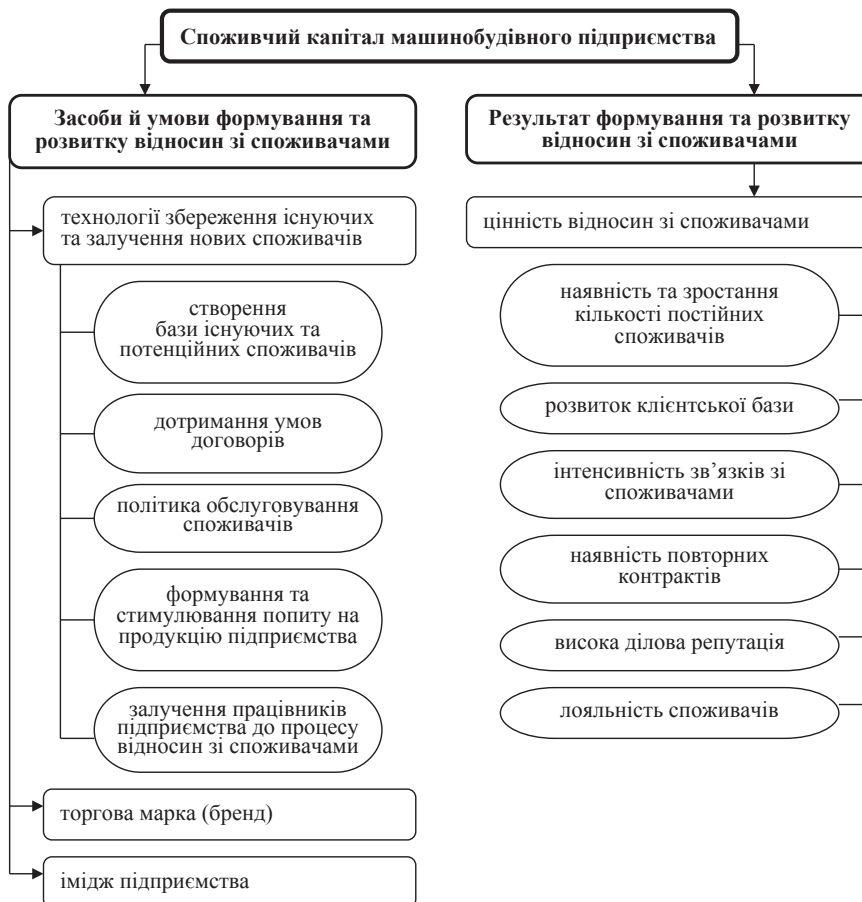 Споживчий капітал машинобудівного підприємства
Засоби й умови формування та
розвитку відносин зі споживачами
технології збереження існуючих
та залучення нових споживачів
створення
бази існуючих та
потенційних споживачів
дотримання умов
договорів
політика обслуговування
споживачів
формування та
стимулювання попиту на
продукцію підприємства
залучення працівників
підприємства до процесу
відносин зі споживачами
торгова марка (бренд)
імідж підприємства
Результат формування та розвитку
відносин зі споживачами
цінність відносин зі споживачами
наявність та зростання
кількості постійних
споживачів
розвиток клієнтської бази
інтенсивність зв’язків зі
споживачами
наявність повторних
контрактів
висока ділова репутація
лояльність споживачів